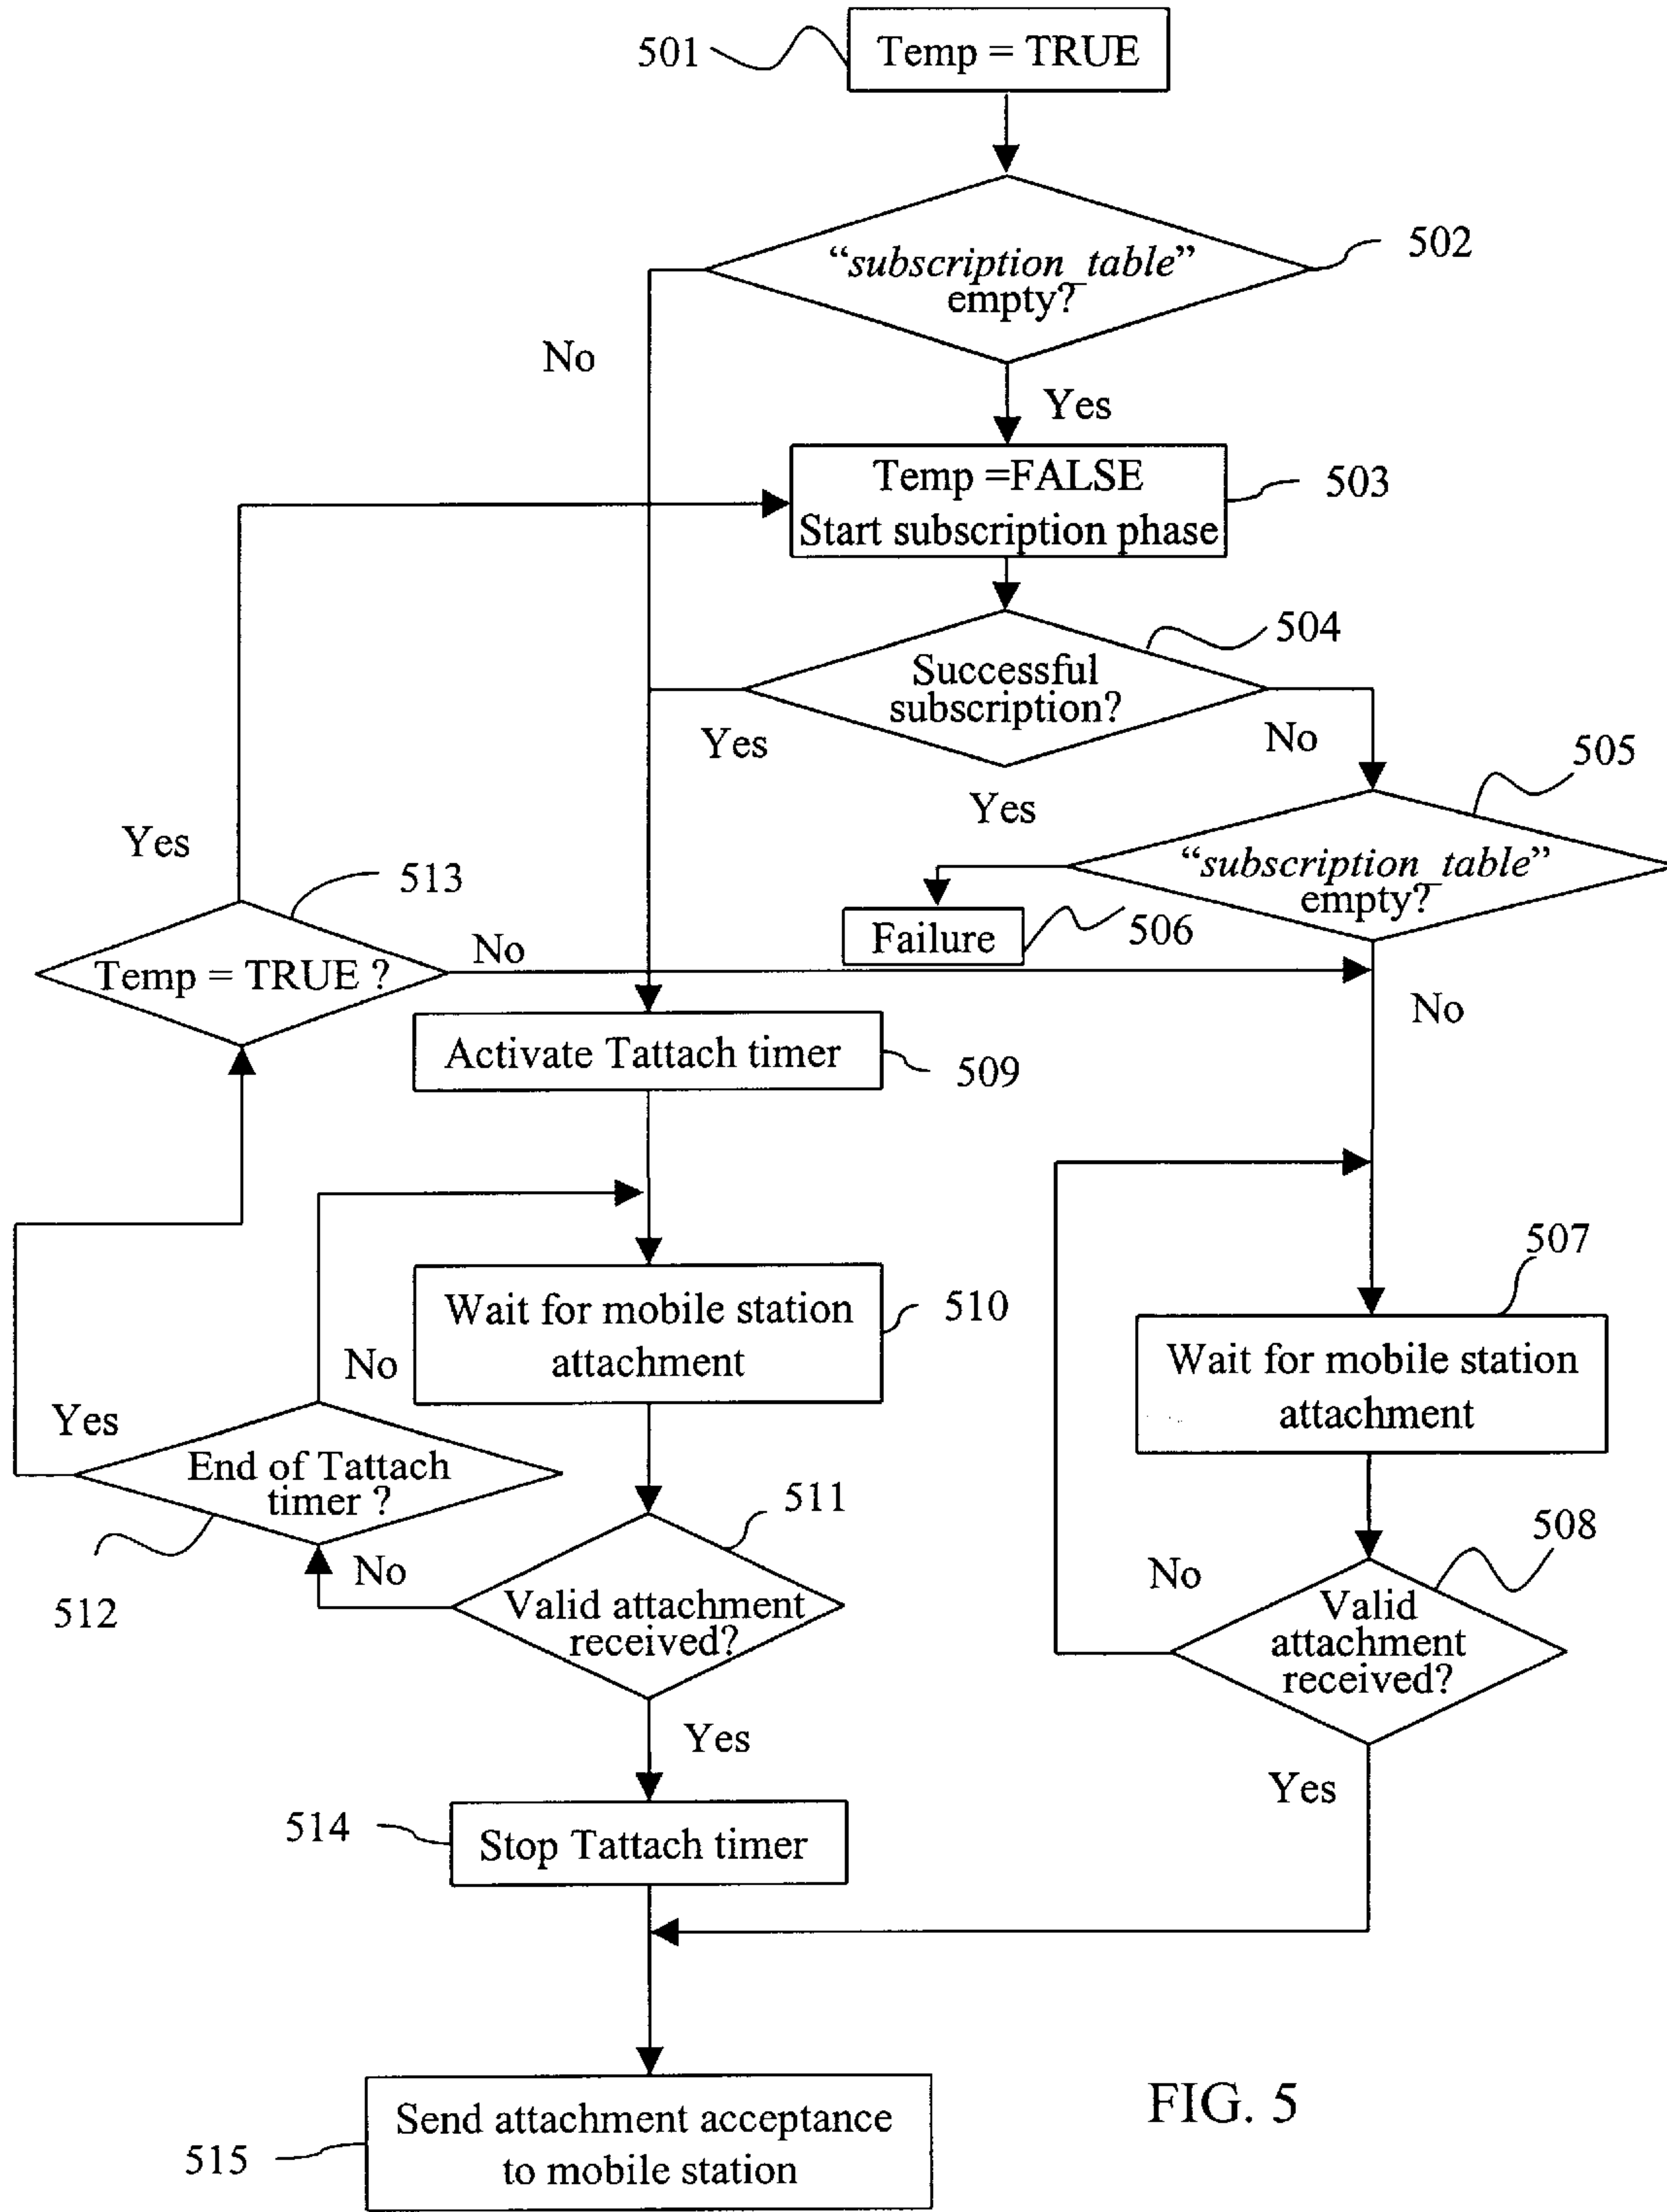 501
Temp = TRUE
502
“subscription_table”
empty?
No
Yes
Temp =FALSE
Start subscription phase
503
504
Successful
subscription?
Yes
No
505
Yes
“subscription_table”
empty?
Failure
506
Yes
513
Temp = TRUE ?
No
No
Activate Tattach timer
509
Wait for mobile station
attachment
510
507
Wait for mobile station
attachment
No
Yes
End of Tattach
timer ?
512
No
511
Valid attachment
received?
508
No
Valid
attachment
received?
Yes
Yes
514
Stop Tattach timer
Send attachment acceptance
to mobile station
515
FIG. 5